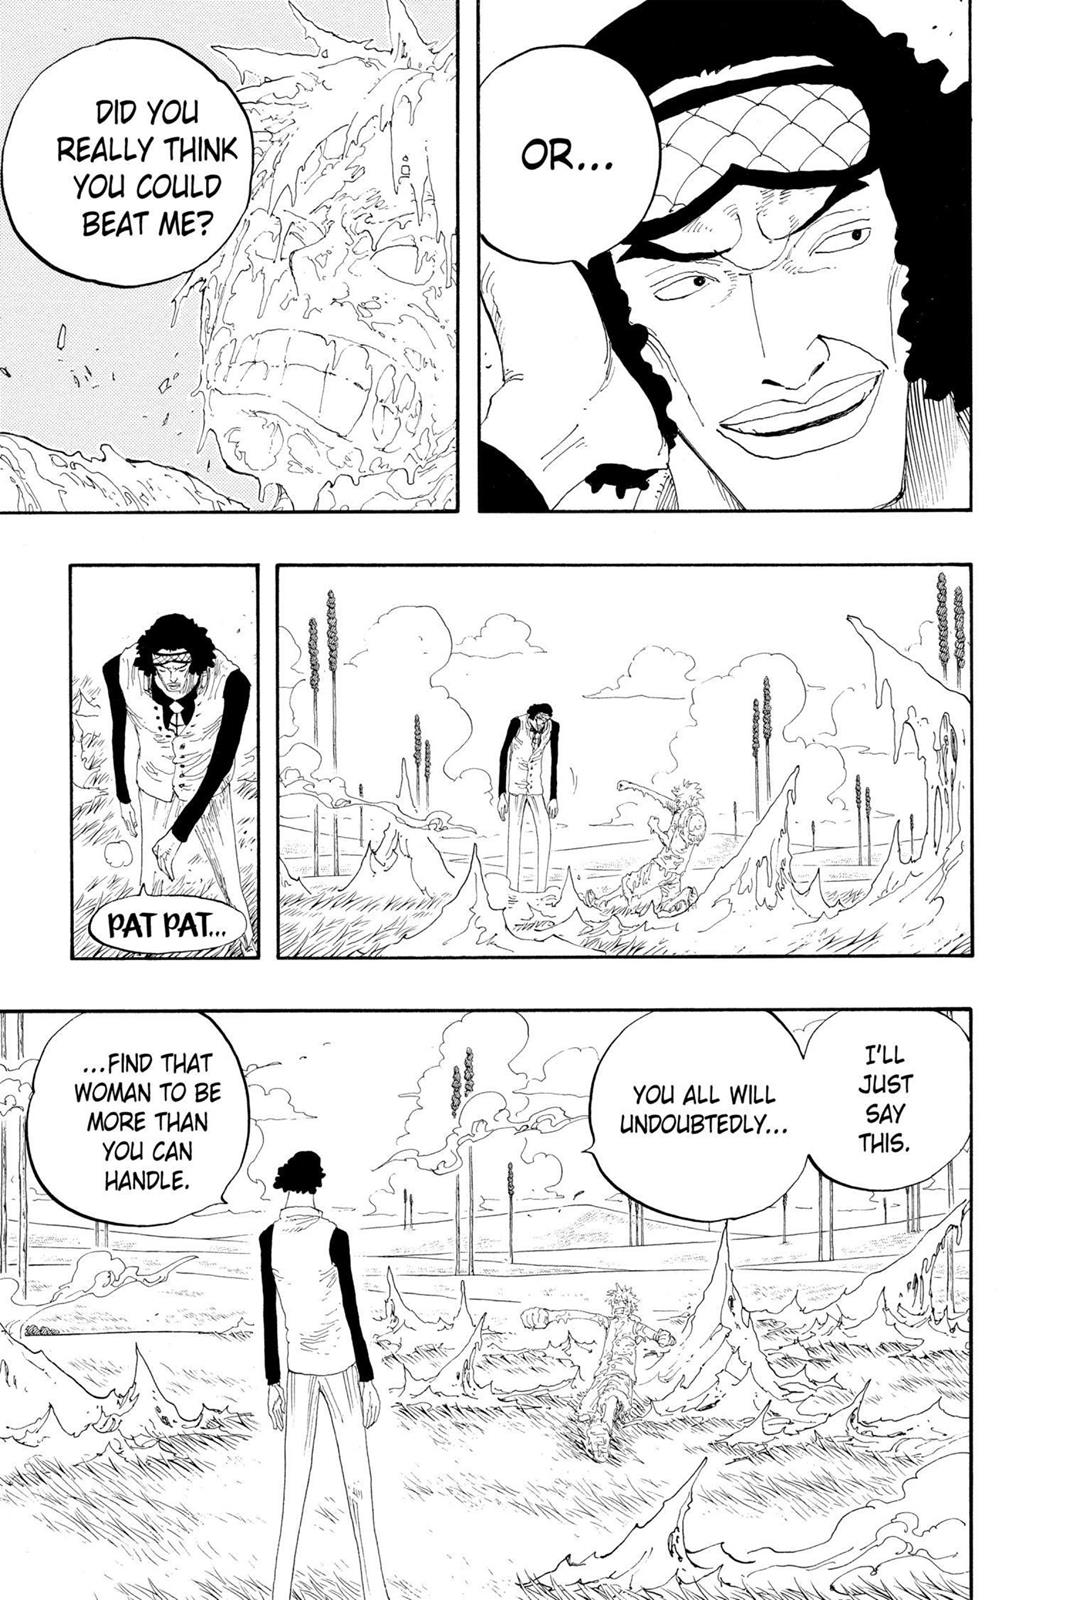 OR...
DID YOU
REALLY THINK
YOU COULD
BEAT ME?
PAT PAT...
I'LL
JUST
SAY
THIS.
YOU ALL WILL
UNDOUBTEDLY...
...FIND THAT
WOMAN TO BE
MORE THAN
YOU CAN
HANDLE.